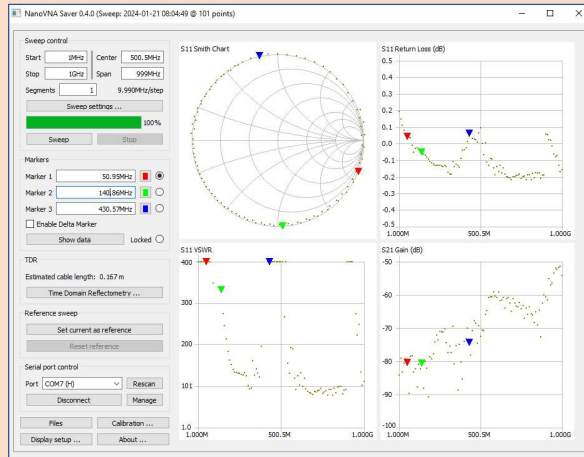 NanoVNA Saver 0.4.0 (Sweep: 2024-01-21 08:04:49 @ 101 points)
Sweep control
Start 1MHz Center 500.5MHz
Stop 1GHz Span 999MHz
Segments 1 9.990MHz/step
Sweep settings ...
100%
Sweep Stop
Markers
Marker 1 50.95MHz
Marker 2 140.86MHz
Marker 3 430.57MHz
Enable Delta Marker
Show data Locked
TDR
Estimated cable length: 0.167 m
Time Domain Reflectometry ...
Reference sweep
Set current as reference
Reset reference
Serial port control
Port COM7 (H) Rescan
Disconnect Manage
Files Calibration ...
Display setup ... About ...
S11 Smith Chart
S11 Return Loss (dB)
0.5
0.4
0.3
0.2
0.1
0.0
-0.1
-0.2
-0.3
-0.4
-0.5
1.000M 500.5M 1.000G
S11 VSWR
400
300
200
101
1.0
1.000M 500.5M 1.000G
S21 Gain (dB)
-50
-60
-70
-80
-90
-100
1.000M 500.5M 1.000G